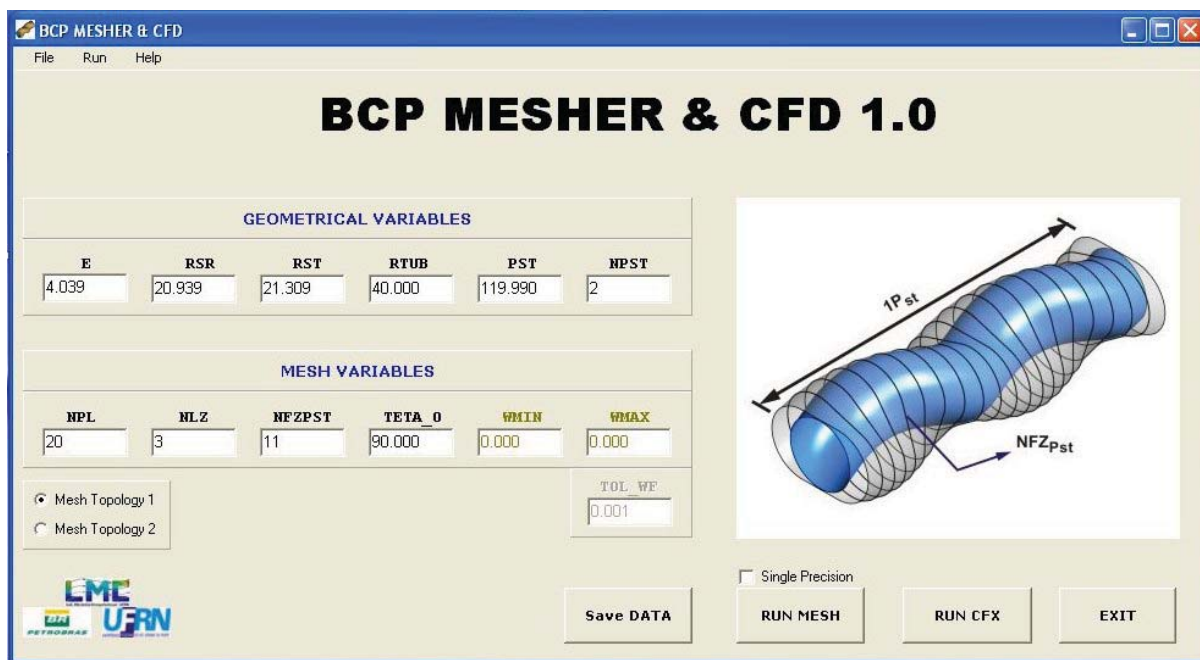 BCP MESHER & CFD
File Run Help
BCP MESHER & CFD 1.0
GEOMETRICAL VARIABLES
E RSR RST RTUB PST NPST
4.039 20.939 21.309 40.000 119.990 2
MESH VARIABLES
NPL NLZ NFZPST TETA_0 WMIN WMAX
20 3 11 90.000 0.000 0.000
TOL_WF
0.001
Mesh Topology 1
Mesh Topology 2
1Pst
NFZPst
LMC
BR
PETROBRAS
UFRN
Single Precision
Save DATA RUN MESH RUN CFX EXIT